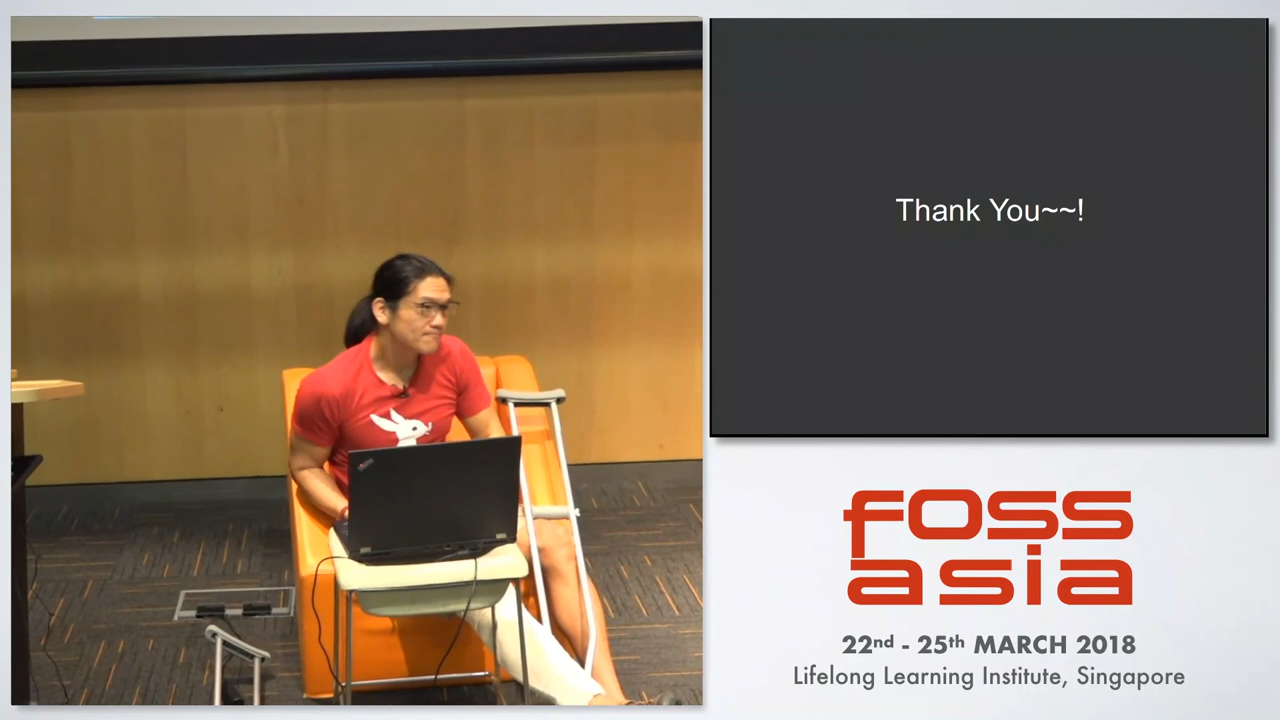 Thank You~~!
foss
asia
22nd - 25th MARCH 2018
Lifelong Learning Institute, Singapore